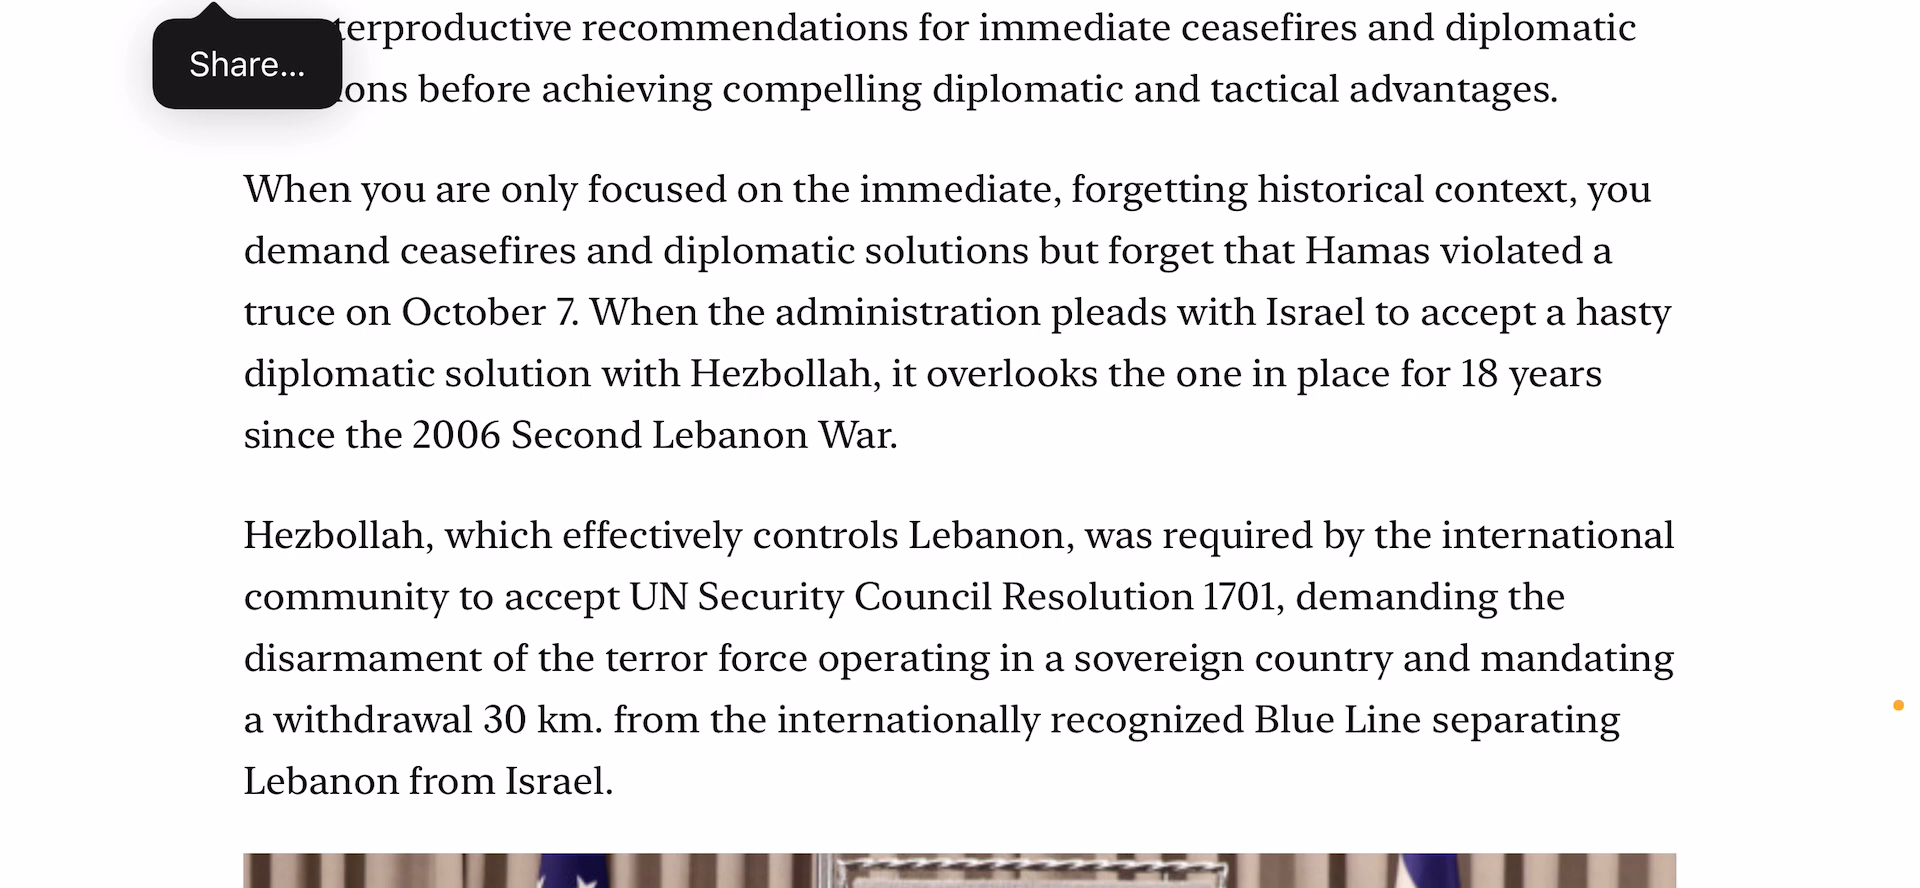 terproductive recommendations for immediate ceasefires and diplomatic
Share...
ons before achieving compelling diplomatic and tactical advantages.
When you are only focused on the immediate, forgetting historical context, you
demand ceasefires and diplomatic solutions but forget that Hamas violated a
truce on October 7. When the administration pleads with Israel to accept a hasty
diplomatic solution with Hezbollah, it overlooks the one in place for 18 years
since the 2006 Second Lebanon War.
Hezbollah, which effectively controls Lebanon, was required by the international
community to accept UN Security Council Resolution 1701, demanding the
disarmament of the terror force operating in a sovereign country and mandating
a withdrawal 30 km. from the internationally recognized Blue Line separating
Lebanon from Israel.